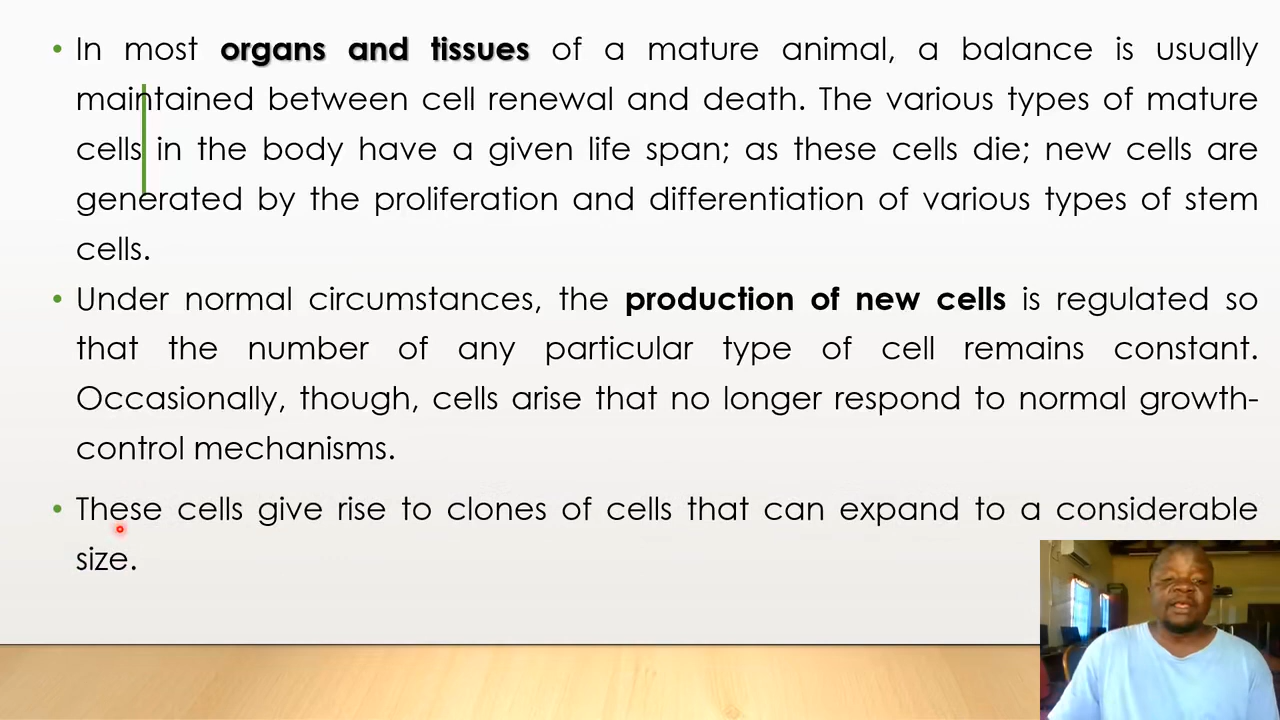 • In most organs and tissues of a mature animal, a balance is usually
maintained between cell renewal and death. The various types of mature
cells in the body have a given life span; as these cells die; new cells are
generated by the proliferation and differentiation of various types of stem
cells.
• Under normal circumstances, the production of new cells is regulated so
that the number of any particular type of cell remains constant.
Occasionally, though, cells arise that no longer respond to normal growth-
control mechanisms.
• These cells give rise to clones of cells that can expand to a considerable
size.